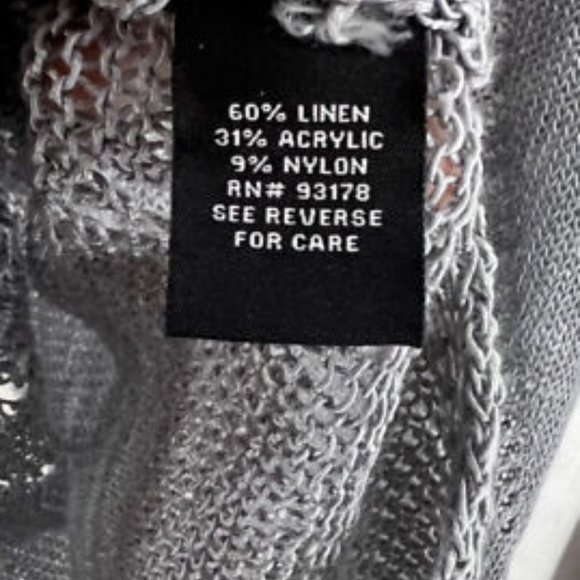 60% LINEN
31% ACRYLIC
9% NYLON
RN# 93178
SEE REVERSE
FOR CARE